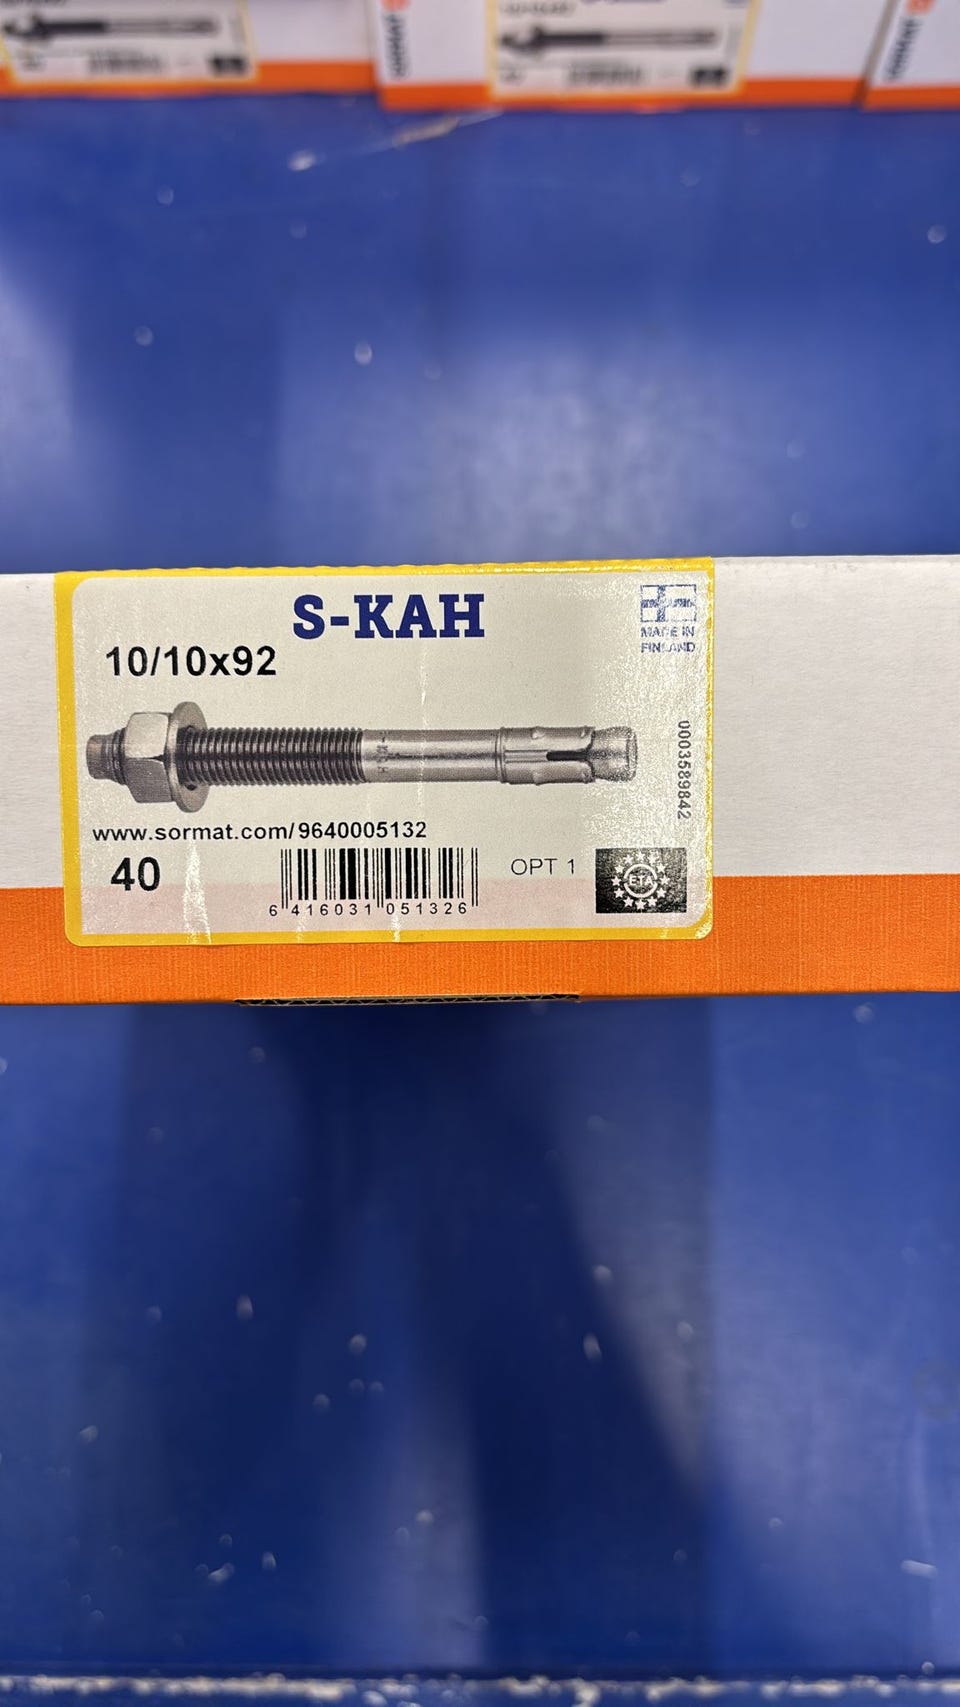 S-KAH
10/10x92
MADE IN
FINLAND
0003589842
www.sormat.com/9640005132
40
OPT 1
6 416031 051326